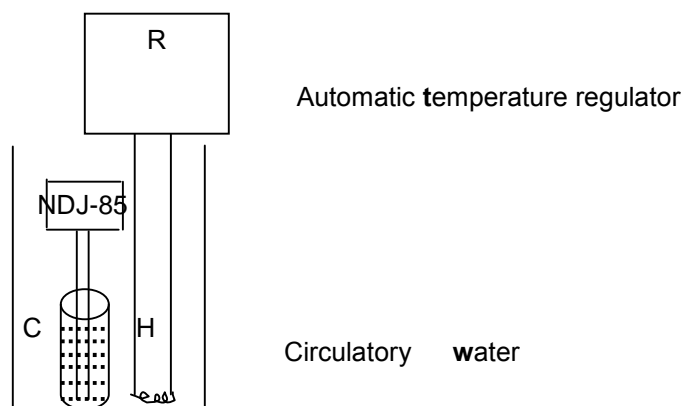 R
Automatic temperature regulator
NDJ-85
C
H
Circulatory water